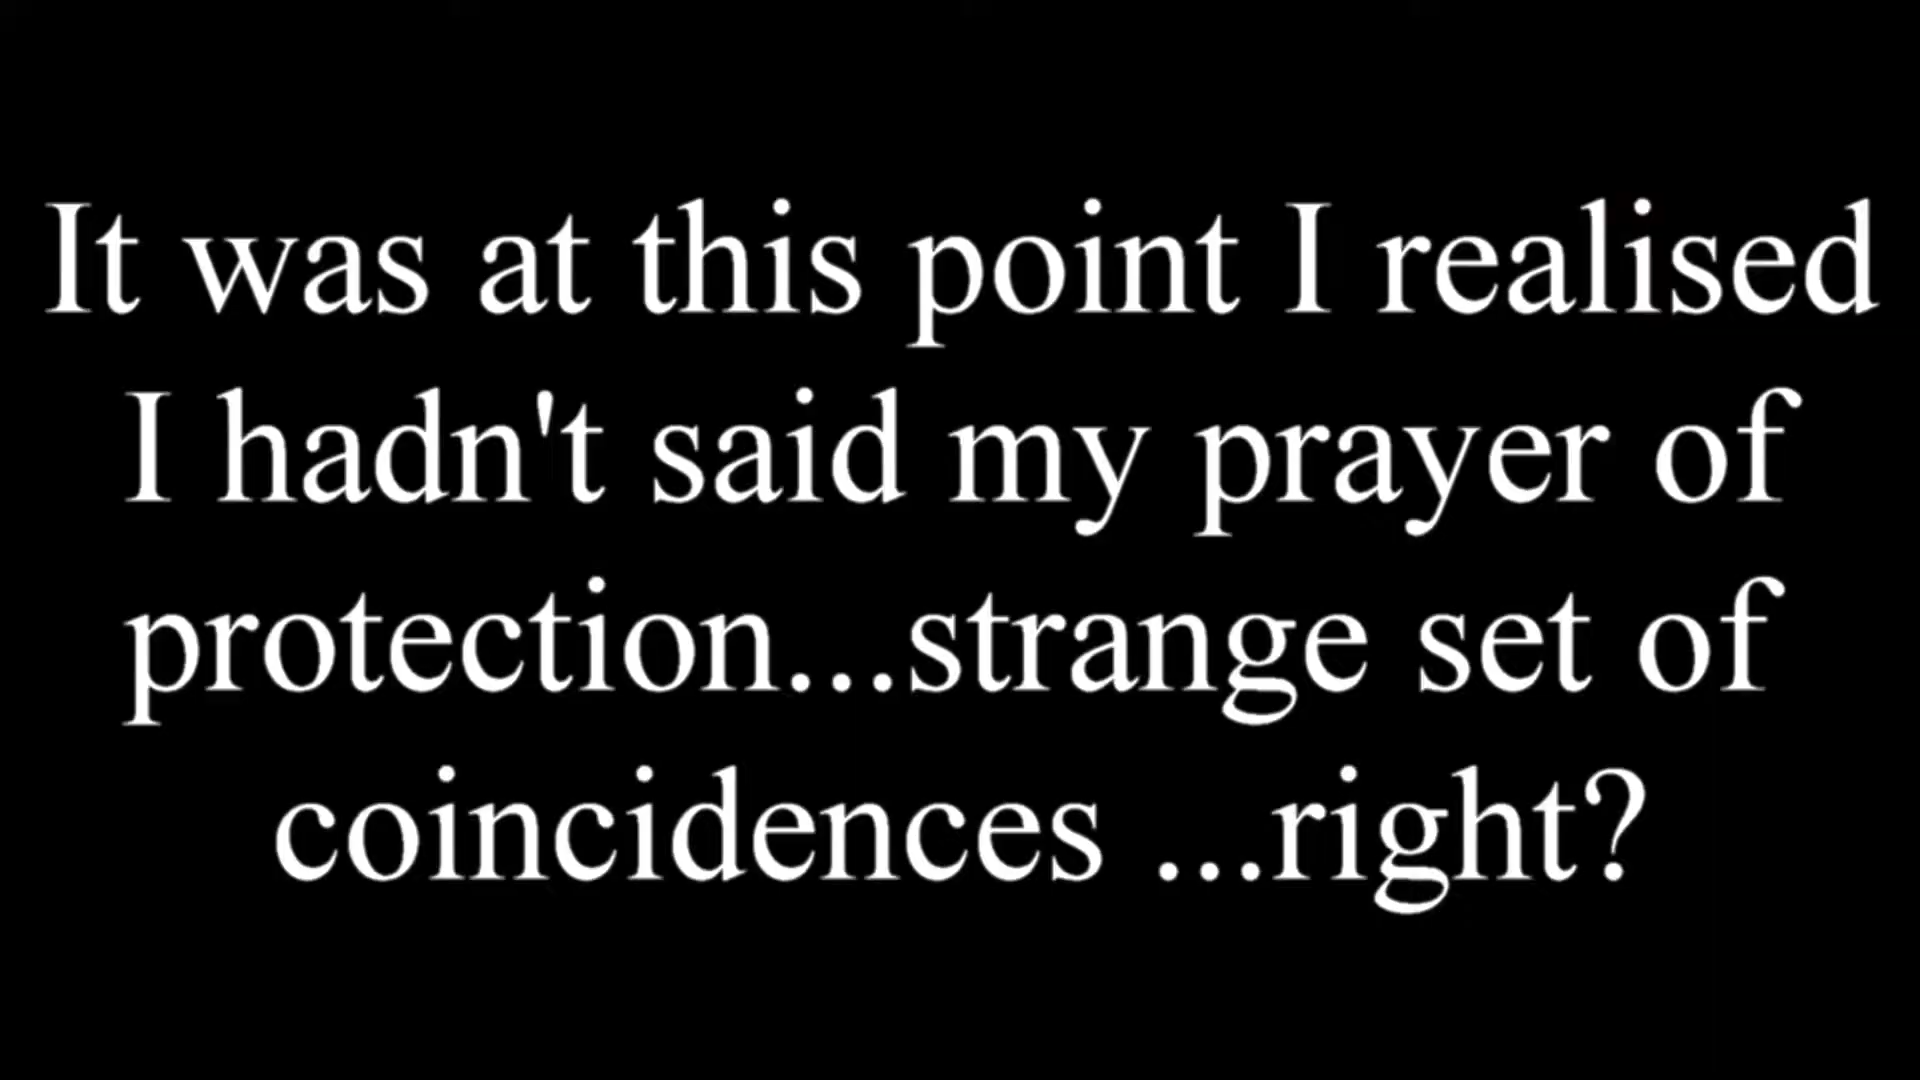 It was at this point I realised
I hadn't said my prayer of
protection...strange set of
coincidences ...right?